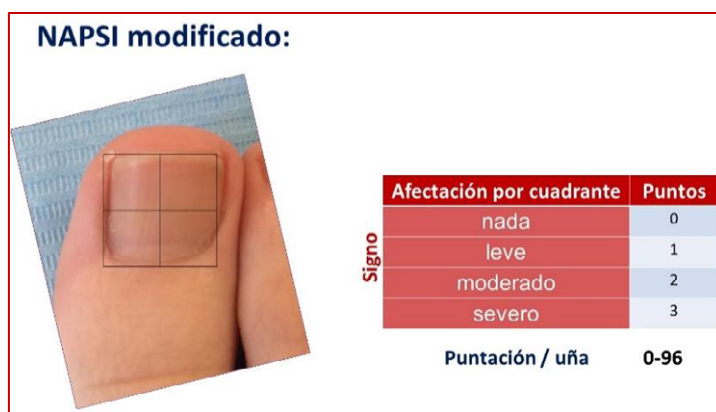 NAPSI modificado:
Afectación por cuadrante Puntos
Signo
nada 0
leve 1
moderado 2
severo 3
Puntación / uña 0-96